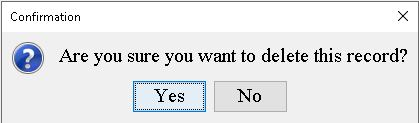 Confirmation
Are you sure you want to delete this record?
Yes No